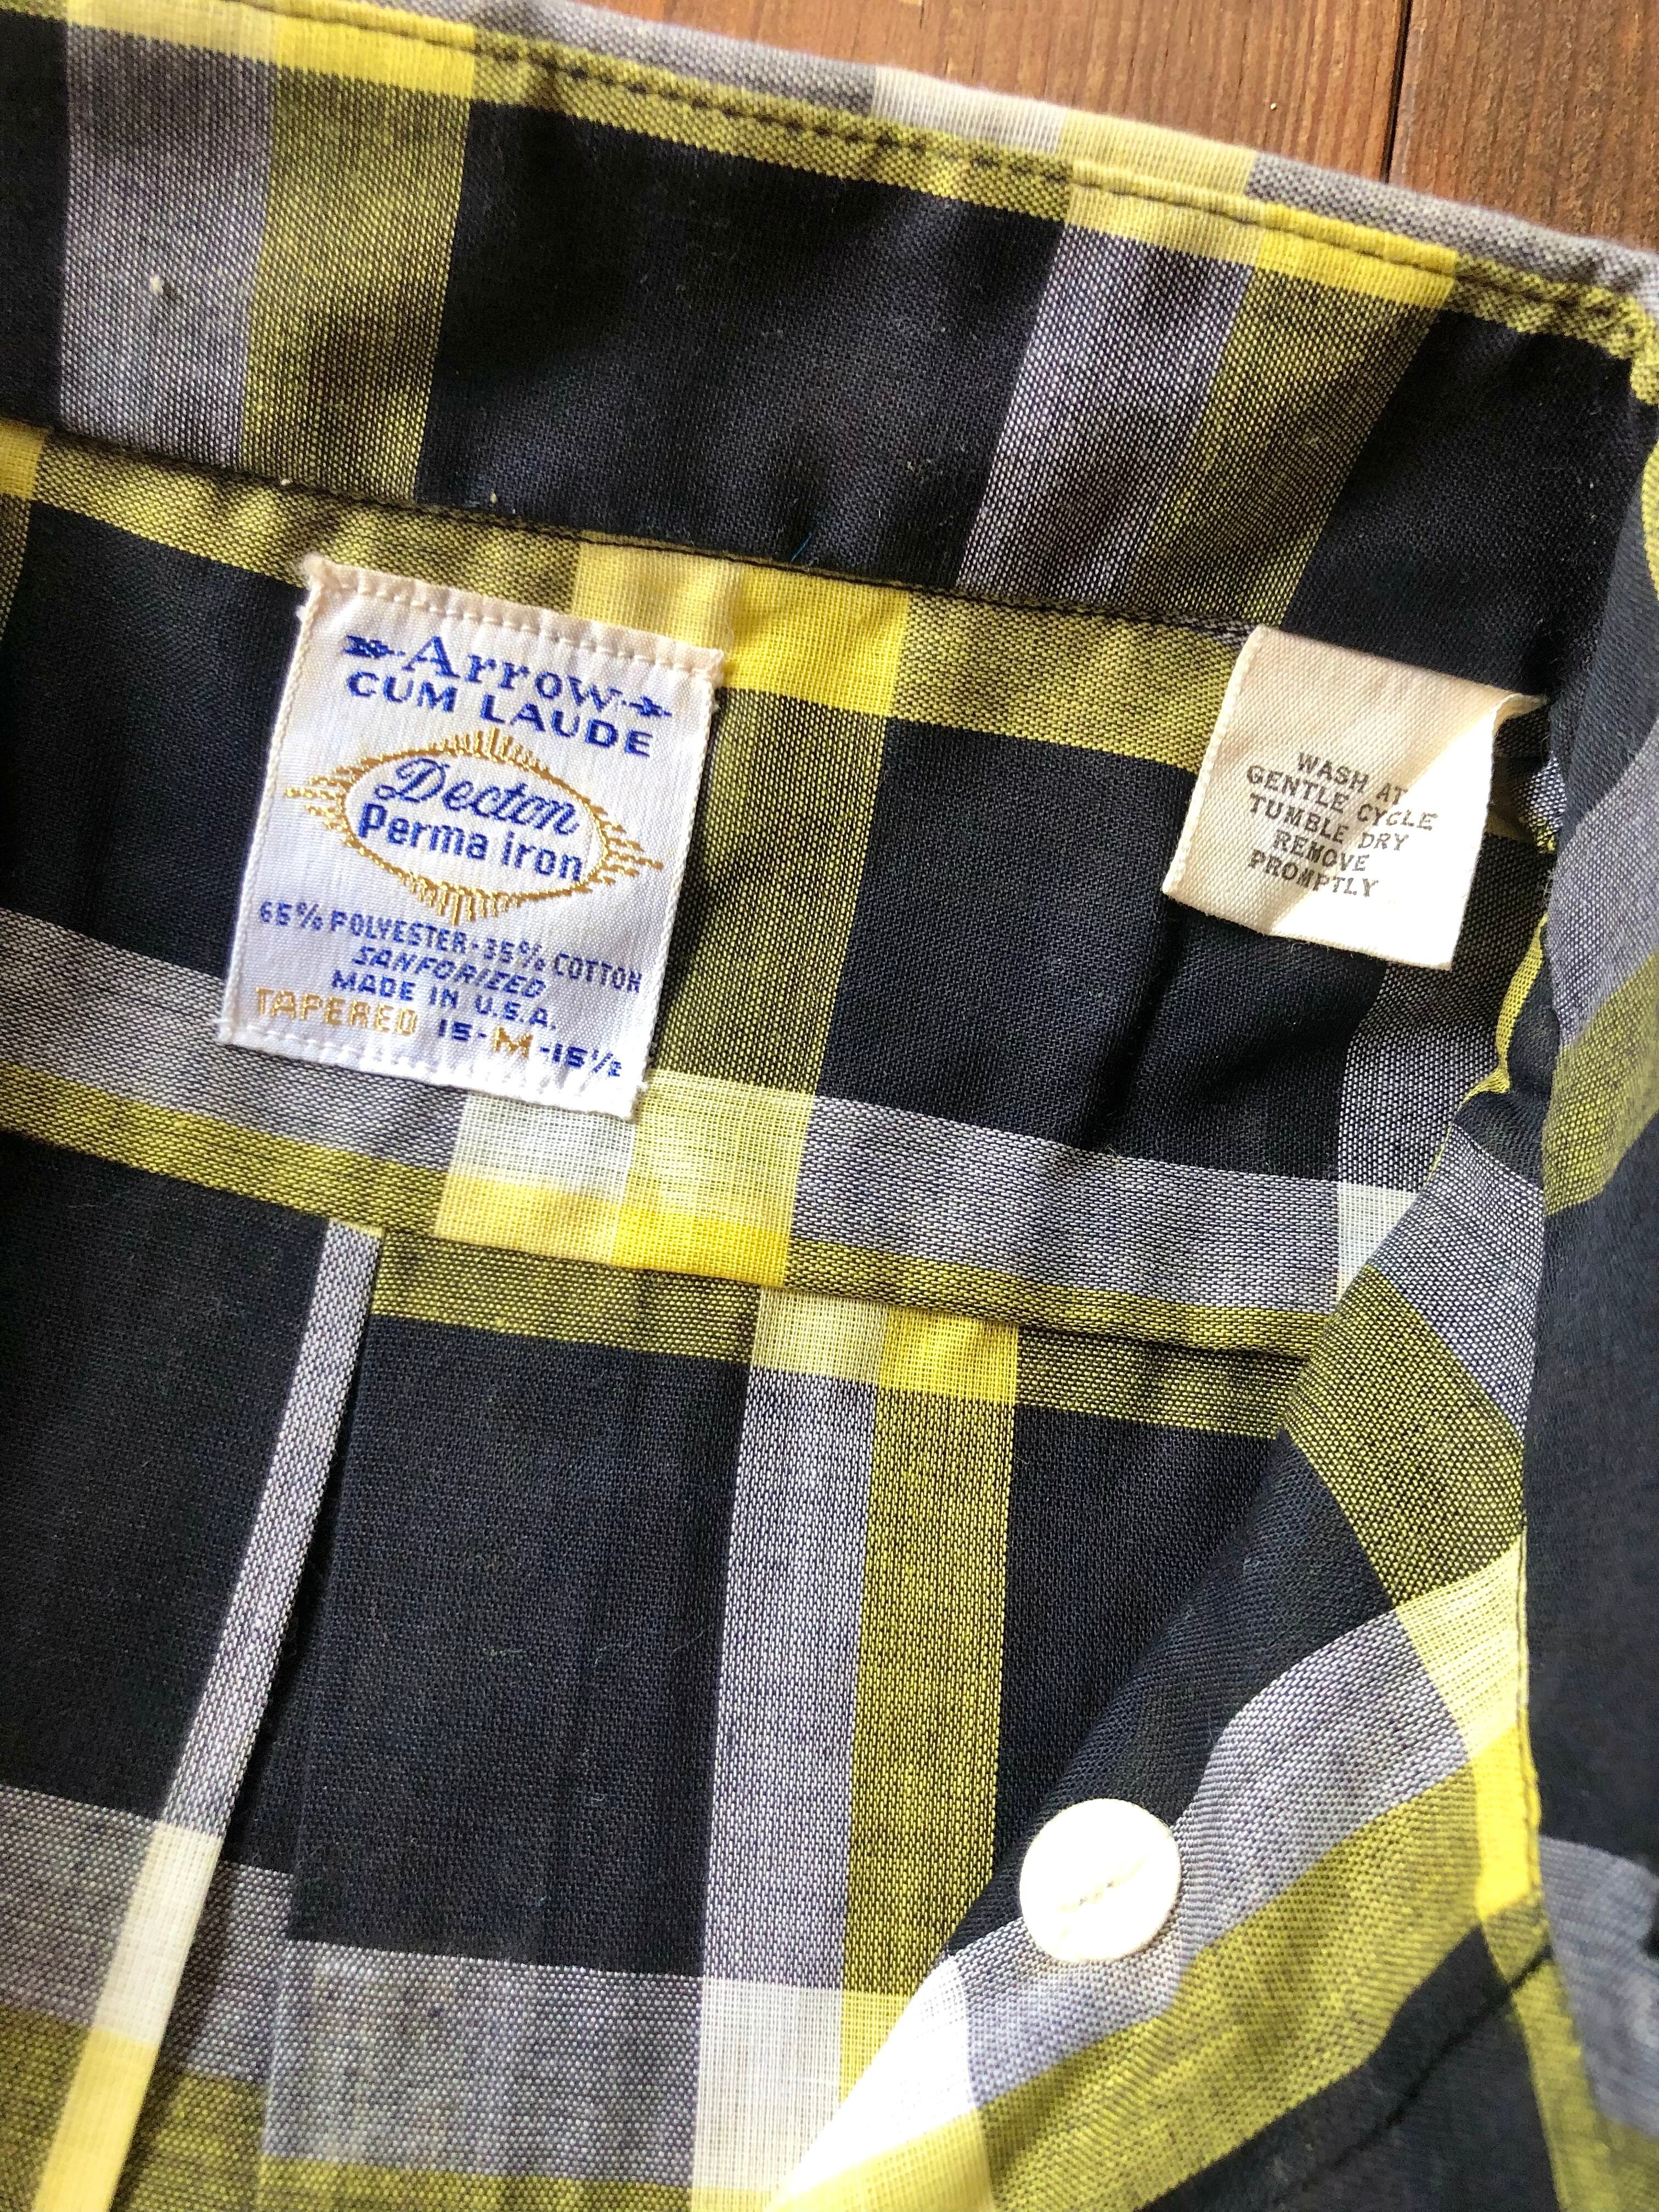 Arrow
CUM LAUDE
Decton
Perma iron
65% POLYESTER-35% COTTON
SANFORIZED
MADE IN U.S.A.
TAPERED 15-M-15½
WASH AT
GENTLE CYCLE
TUMBLE DRY
REMOVE
PROMPTLY